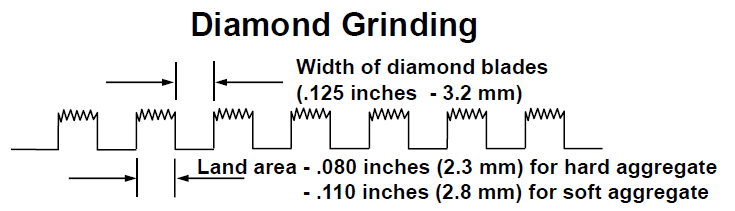 Diamond Grinding
Width of diamond blades
(.125 inches - 3.2 mm)
Land area - .080 inches (2.3 mm) for hard aggregate
- .110 inches (2.8 mm) for soft aggregate